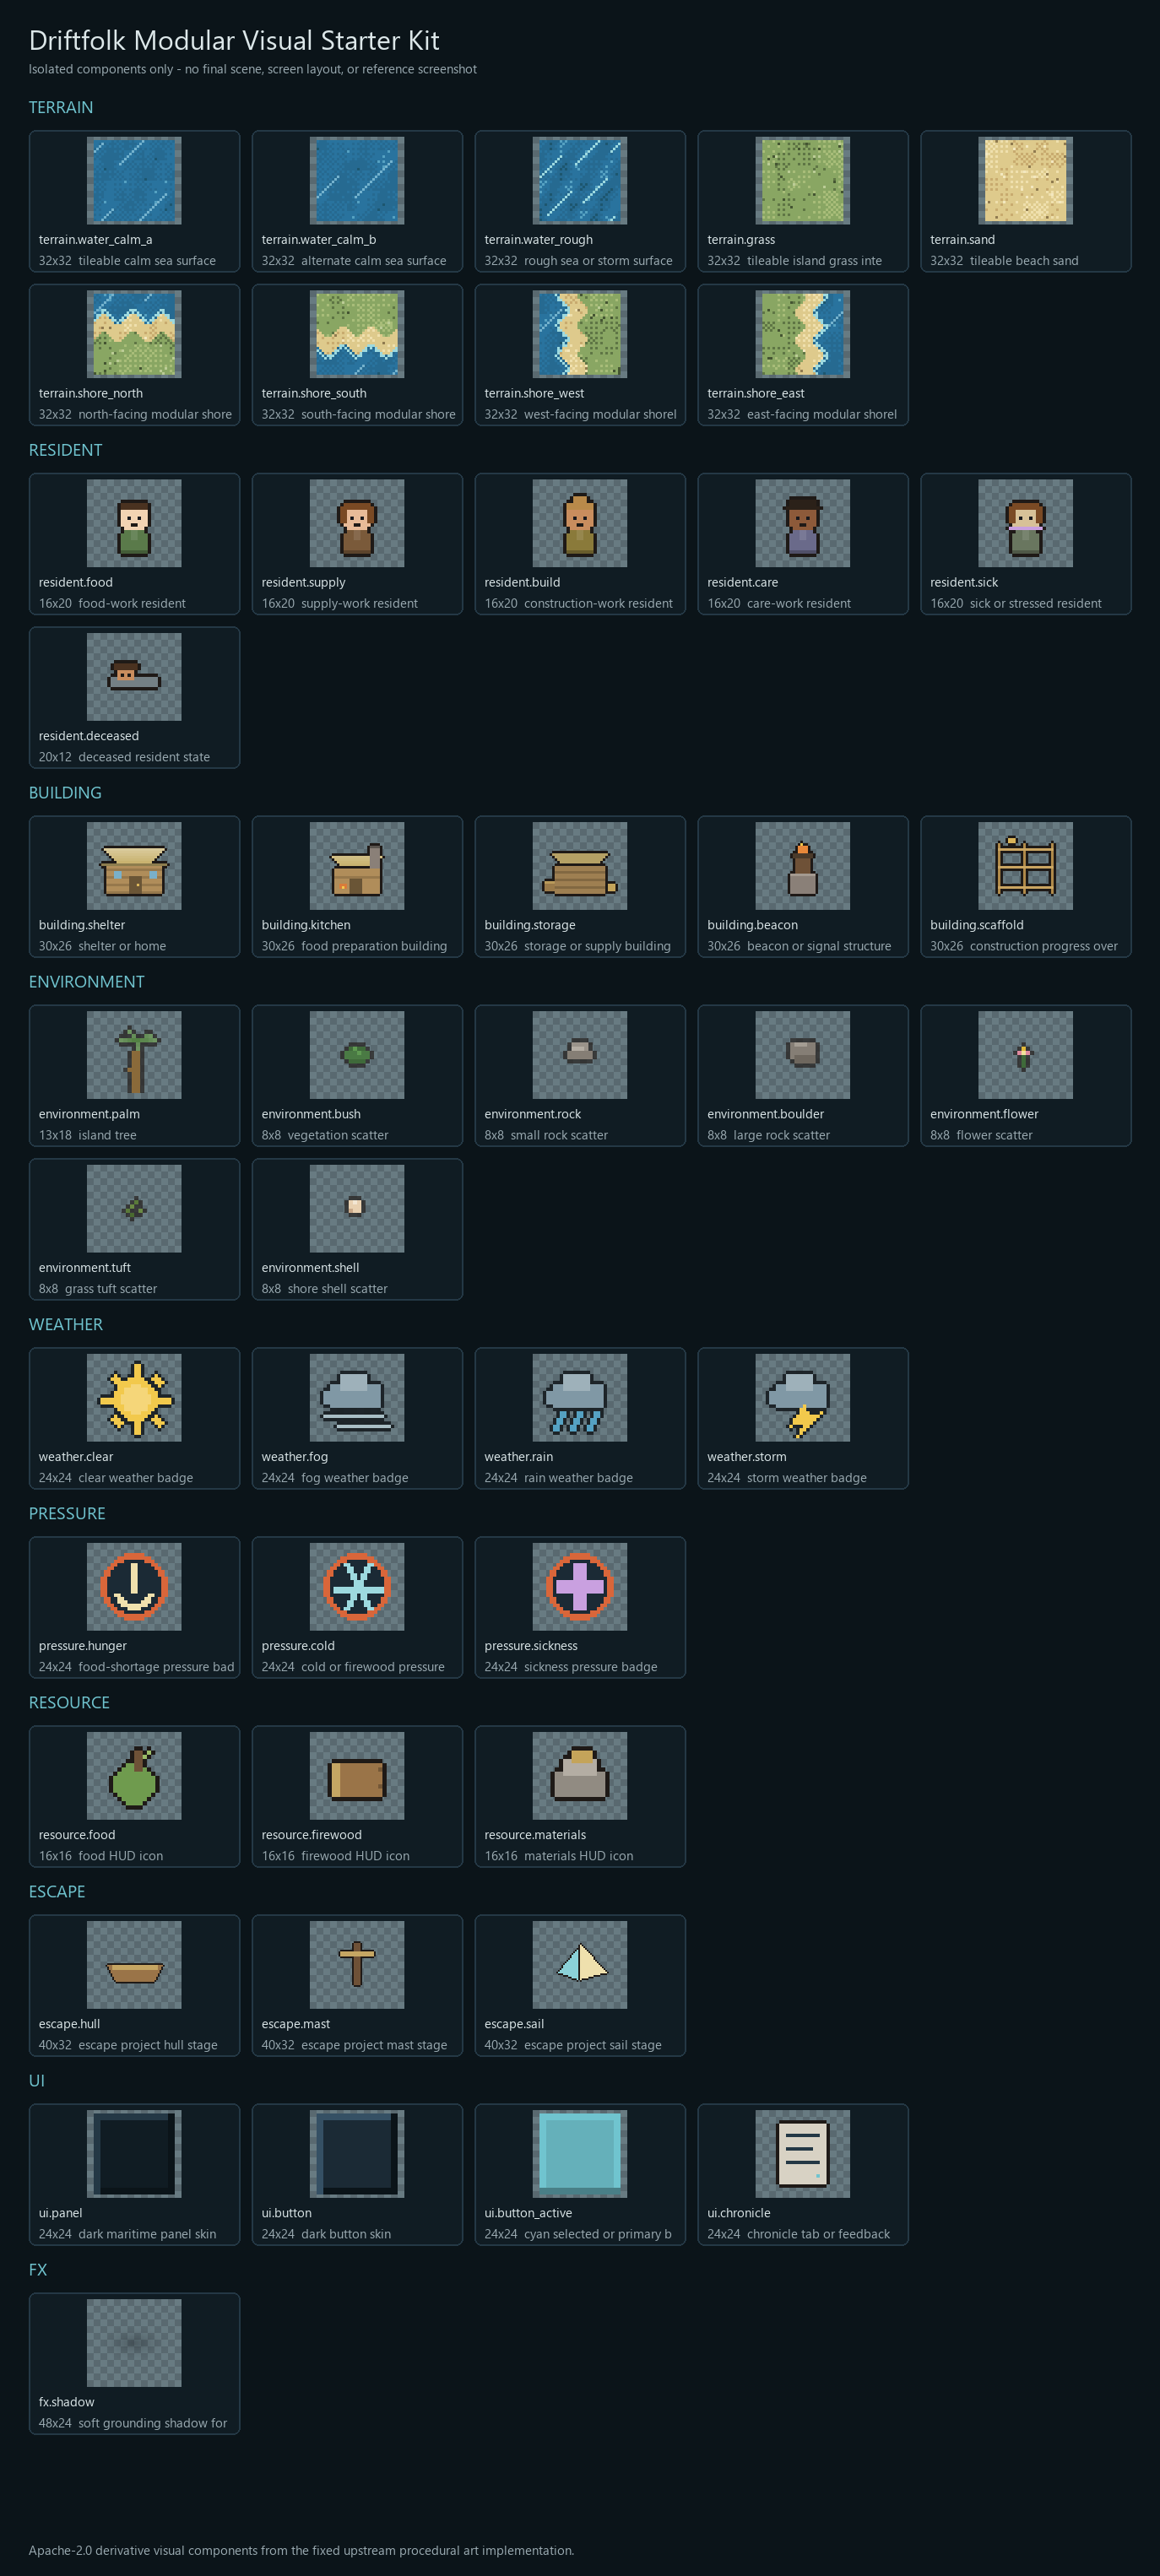 Driftfolk Modular Visual Starter Kit
Isolated components only - no final scene, screen layout, or reference screenshot
TERRAIN
terrain.water_calm_a
32x32 tileable calm sea surface
terrain.water_calm_b
32x32 alternate calm sea surface
terrain.water_rough
32x32 rough sea or storm surface
terrain.grass
32x32 tileable island grass inte
terrain.sand
32x32 tileable beach sand
terrain.shore_north
32x32 north-facing modular shore
terrain.shore_south
32x32 south-facing modular shore
terrain.shore_west
32x32 west-facing modular shorel
terrain.shore_east
32x32 east-facing modular shorel
RESIDENT
resident.food
16x20 food-work resident
resident.supply
16x20 supply-work resident
resident.build
16x20 construction-work resident
resident.care
16x20 care-work resident
resident.sick
16x20 sick or stressed resident
resident.deceased
20x12 deceased resident state
BUILDING
building.shelter
30x26 shelter or home
building.kitchen
30x26 food preparation building
building.storage
30x26 storage or supply building
building.beacon
30x26 beacon or signal structure
building.scaffold
30x26 construction progress over
ENVIRONMENT
environment.palm
13x18 island tree
environment.bush
8x8 vegetation scatter
environment.rock
8x8 small rock scatter
environment.boulder
8x8 large rock scatter
environment.flower
8x8 flower scatter
environment.tuft
8x8 grass tuft scatter
environment.shell
8x8 shore shell scatter
WEATHER
weather.clear
24x24 clear weather badge
weather.fog
24x24 fog weather badge
weather.rain
24x24 rain weather badge
weather.storm
24x24 storm weather badge
PRESSURE
pressure.hunger
24x24 food-shortage pressure bad
pressure.cold
24x24 cold or firewood pressure
pressure.sickness
24x24 sickness pressure badge
RESOURCE
resource.food
16x16 food HUD icon
resource.firewood
16x16 firewood HUD icon
resource.materials
16x16 materials HUD icon
ESCAPE
escape.hull
40x32 escape project hull stage
escape.mast
40x32 escape project mast stage
escape.sail
40x32 escape project sail stage
UI
ui.panel
24x24 dark maritime panel skin
ui.button
24x24 dark button skin
ui.button_active
24x24 cyan selected or primary b
ui.chronicle
24x24 chronicle tab or feedback
FX
fx.shadow
48x24 soft grounding shadow for
Apache-2.0 derivative visual components from the fixed upstream procedural art implementation.